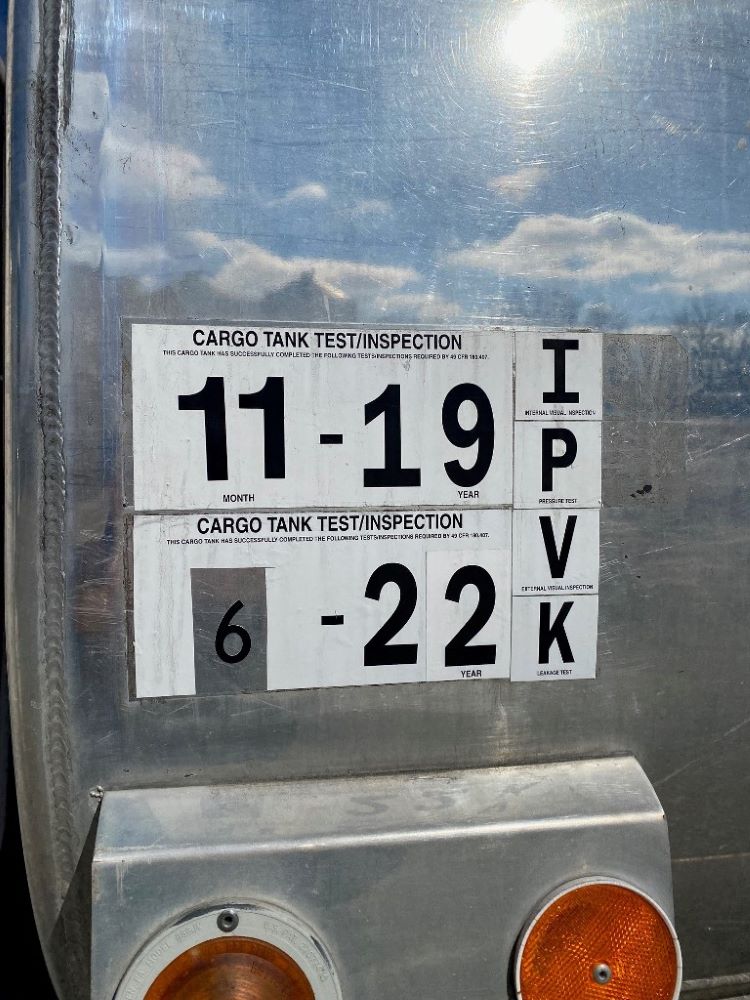 CARGO TANK TEST/INSPECTION
THIS CARGO TANK HAS SUCCESSFULLY COMPLETED THE FOLLOWING TESTS/INSPECTIONS REQUIRED BY 49 CFR 180.407.
11-19
MONTH YEAR
I
INTERNAL VISUAL INSPECTION
P
PRESSURE TEST
CARGO TANK TEST/INSPECTION
THIS CARGO TANK HAS SUCCESSFULLY COMPLETED THE FOLLOWING TESTS/INSPECTIONS REQUIRED BY 49 CFR 180.407.
6 -22
YEAR
V
EXTERNAL VISUAL INSPECTION
K
LEAKAGE TEST